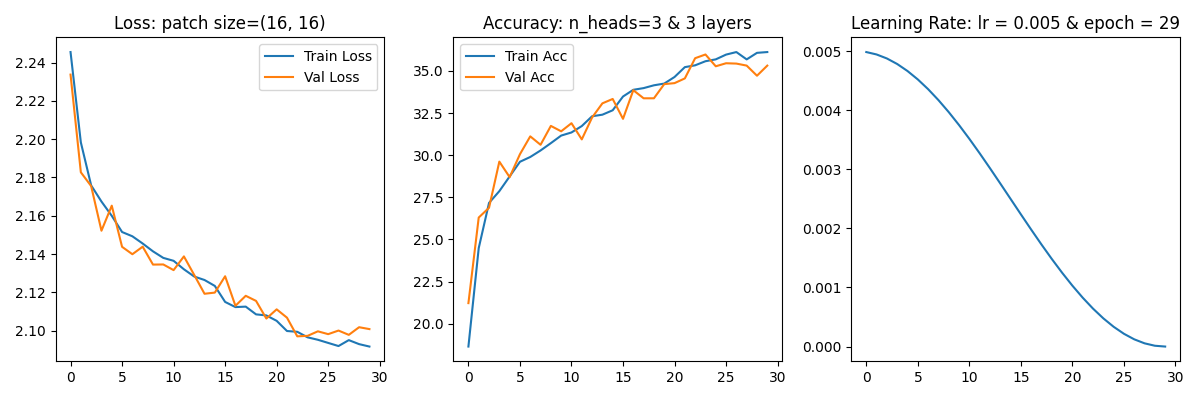 Loss: patch size=(16, 16)
Train Loss
Val Loss
2.24
2.22
2.20
2.18
2.16
2.14
2.12
2.10
0 5 10 15 20 25 30
Accuracy: n_heads=3 & 3 layers
Train Acc
Val Acc
35.0
32.5
30.0
27.5
25.0
22.5
20.0
0 5 10 15 20 25 30
Learning Rate: lr = 0.005 & epoch = 29
0.005
0.004
0.003
0.002
0.001
0.000
0 5 10 15 20 25 30